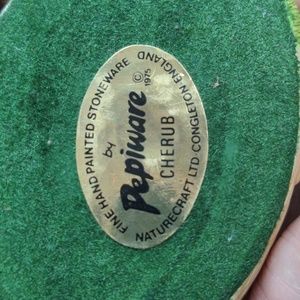 FINE HAND PAINTED STONEWARE
by
Pepiware
© 1975
CHERUB
NATURECRAFT LTD. CONGLETON ENGLAND